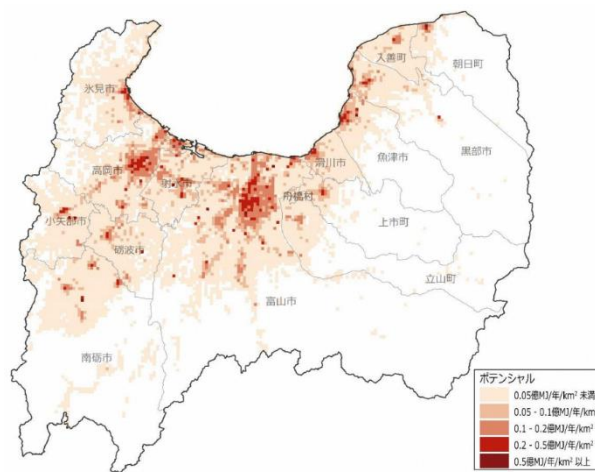 入善町
朝日町
氷見市
黒部市
滑川市
魚津市
高岡市
射水市
舟橋村
小矢部市
上市町
砺波市
立山町
富山市
南砺市
ポテンシャル
0.05億MJ/年/km² 未満
0.05 - 0.1億MJ/年/km²
0.1 - 0.2億MJ/年/km²
0.2 - 0.5億MJ/年/km²
0.5億MJ/年/km² 以上